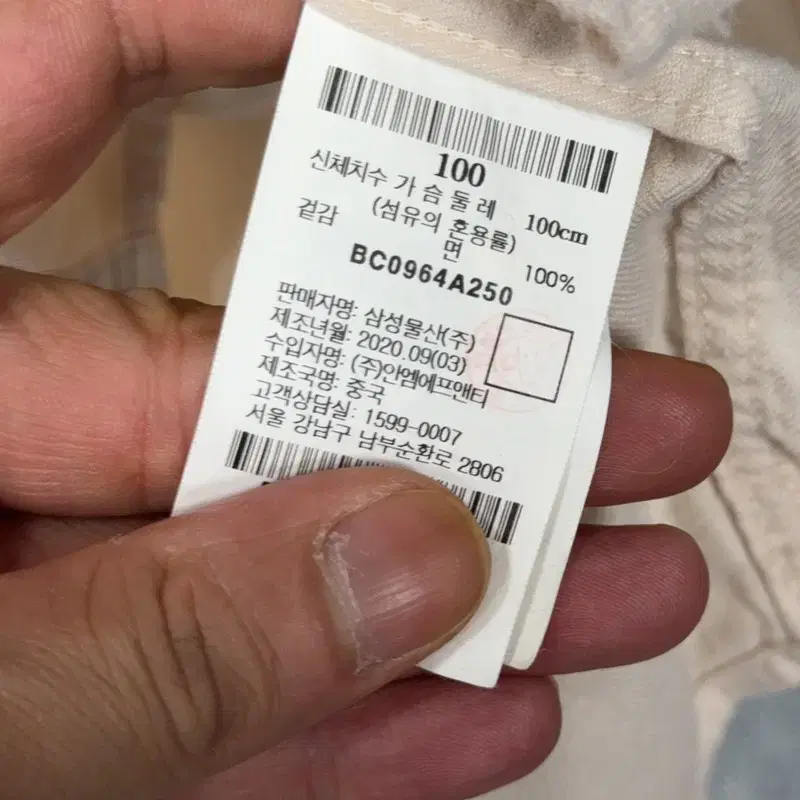 100
신체치수 가 슴 둘 레 100cm
(섬유의 혼용률)
겉감 면 100%
BC0964A250
판매자명: 삼성물산(주)
제조년월: 2020.09(03)
수입자명: (주)안엠에프앤티
제조국명: 중국
고객상담실: 1599-0007
서울 강남구 남부순환로 2806